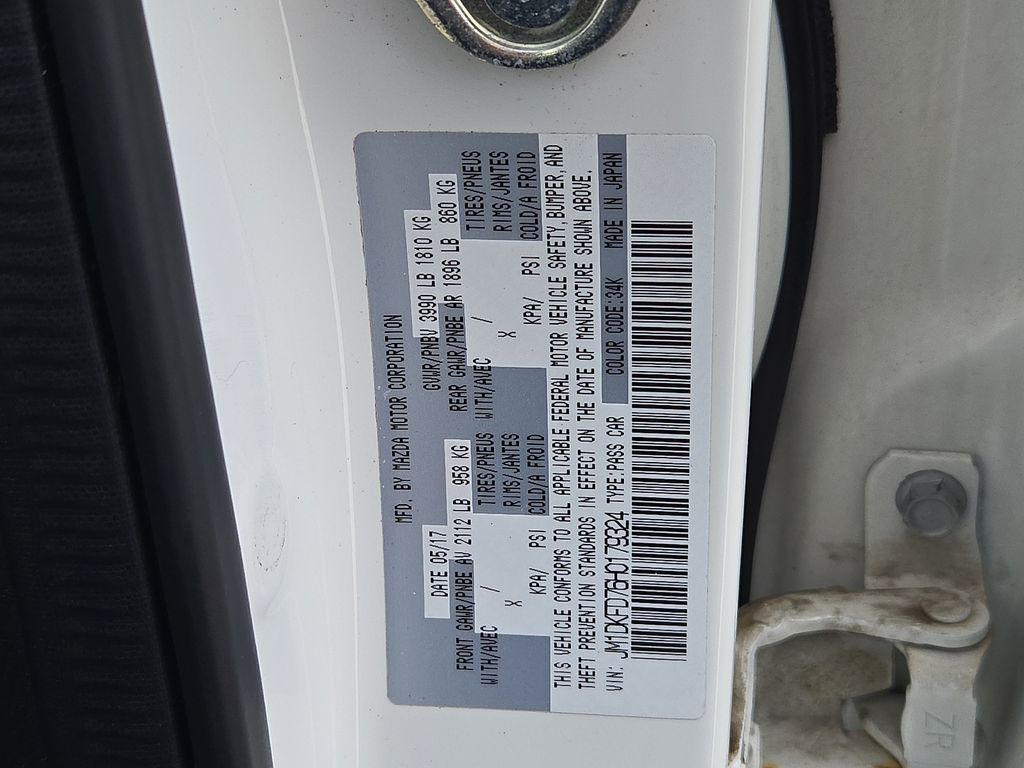 MFD. BY MAZDA MOTOR CORPORATION
DATE 05/17 GVWR/PNBV 3990 LB 1810 KG
FRONT GAWR/PNBE AV 2112 LB 958 KG REAR GAWR/PNBE AR 1896 LB 860 KG
WITH/AVEC / TIRES/PNEUS WITH/AVEC / TIRES/PNEUS
X RIMS/JANTES X RIMS/JANTES
KPA/ PSI COLD/A FROID KPA/ PSI COLD/A FROID
THIS VEHICLE CONFORMS TO ALL APPLICABLE FEDERAL MOTOR VEHICLE SAFETY, BUMPER, AND
THEFT PREVENTION STANDARDS IN EFFECT ON THE DATE OF MANUFACTURE SHOWN ABOVE.
VIN: JM1DKFD76H0179324 TYPE:PASS CAR COLOR CODE:34K MADE IN JAPAN
ZR